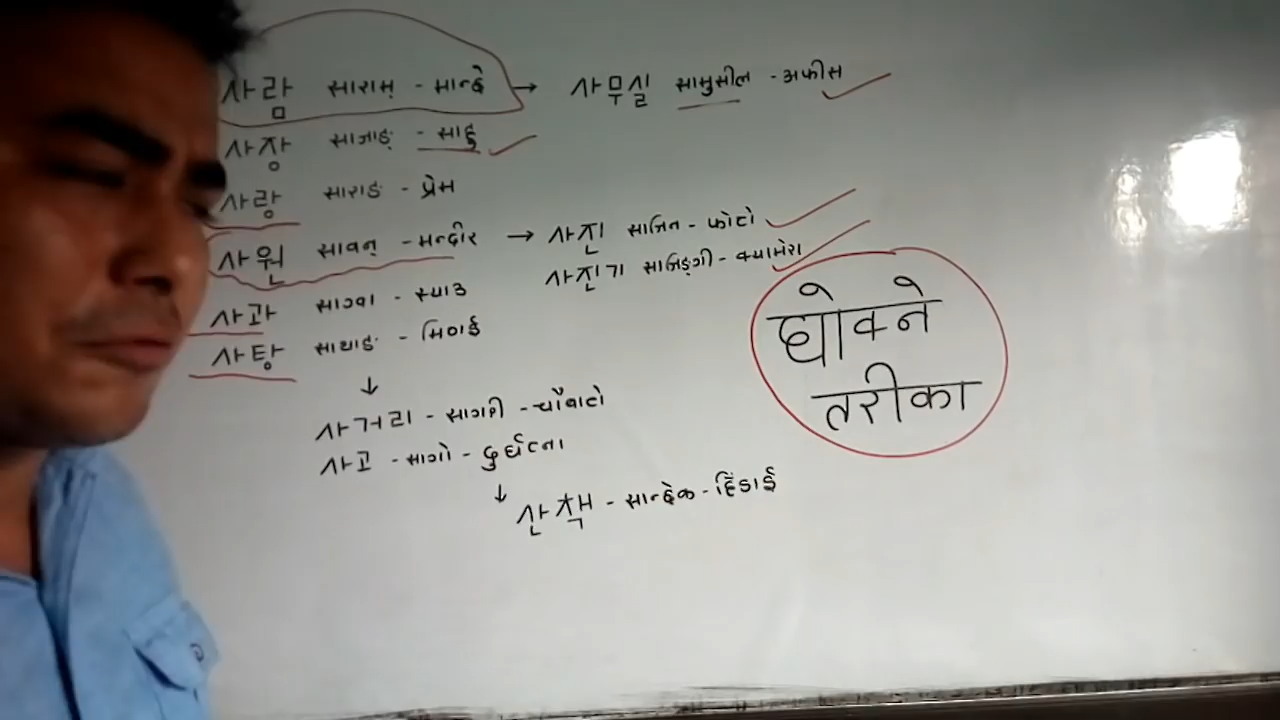 사람 साराम् - मान्छे → 사무실 सामुसील - अफीस
사장 साजाङ् - साहु
사랑 साराङ - प्रेम
사원 सावन् - मन्दीर → 사진 साजिन - फोटो
사진기 साजिङ्गी - क्यामेरा
사과 साग्वा - स्याउ
사탕 साथाङ - मिठाई
घोक्ने
तरीका
↓
사거리 - सागरी - चौबाटो
사고 - सागो - दुर्घटना
↓
산책 - सान्छेक - हिँडाई